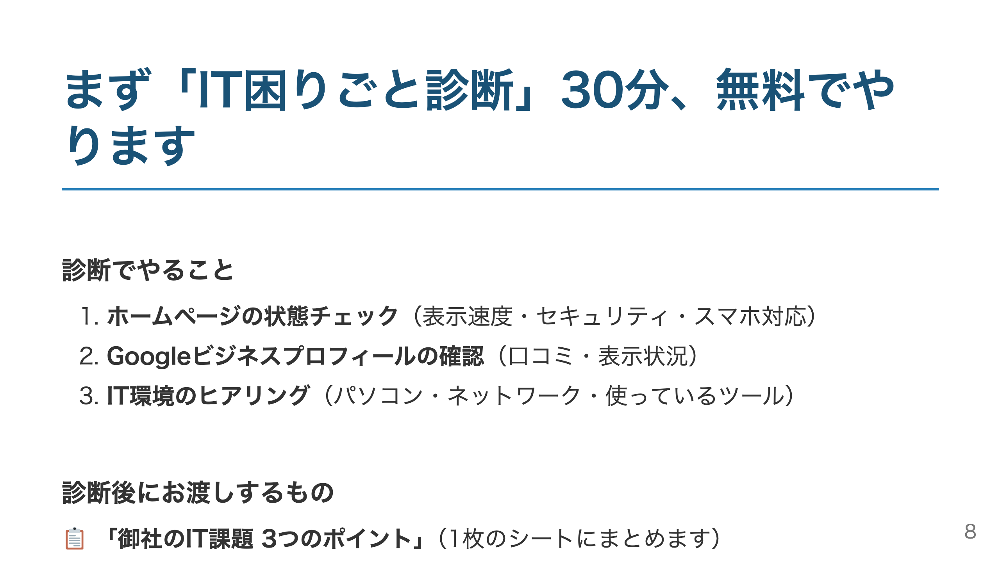 まず「IT困りごと診断」30分、無料でや
ります
診断でやること
1. ホームページの状態チェック（表示速度・セキュリティ・スマホ対応）
2. Googleビジネスプロフィールの確認（口コミ・表示状況）
3. IT環境のヒアリング（パソコン・ネットワーク・使っているツール）
診断後にお渡しするもの
📋 「御社のIT課題 3つのポイント」（1枚のシートにまとめます）
8